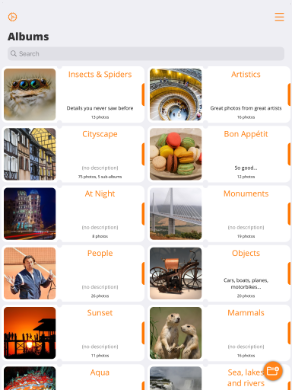 Albums
Search
Insects & Spiders
Details you never saw before
13 photos
Artistics
Great photos from great artists
16 photos
Cityscape
(no description)
15 photos, 5 sub-albums
Bon Appétit
So good...
12 photos
At Night
(no description)
6 photos
Monuments
(no description)
16 photos
People
(no description)
26 photos
Objects
Cars, boats, planes,
motorbikes...
20 photos
Sunset
(no description)
11 photos
Mammals
(no description)
16 photos
Aqua
Sea, lakes
and rivers